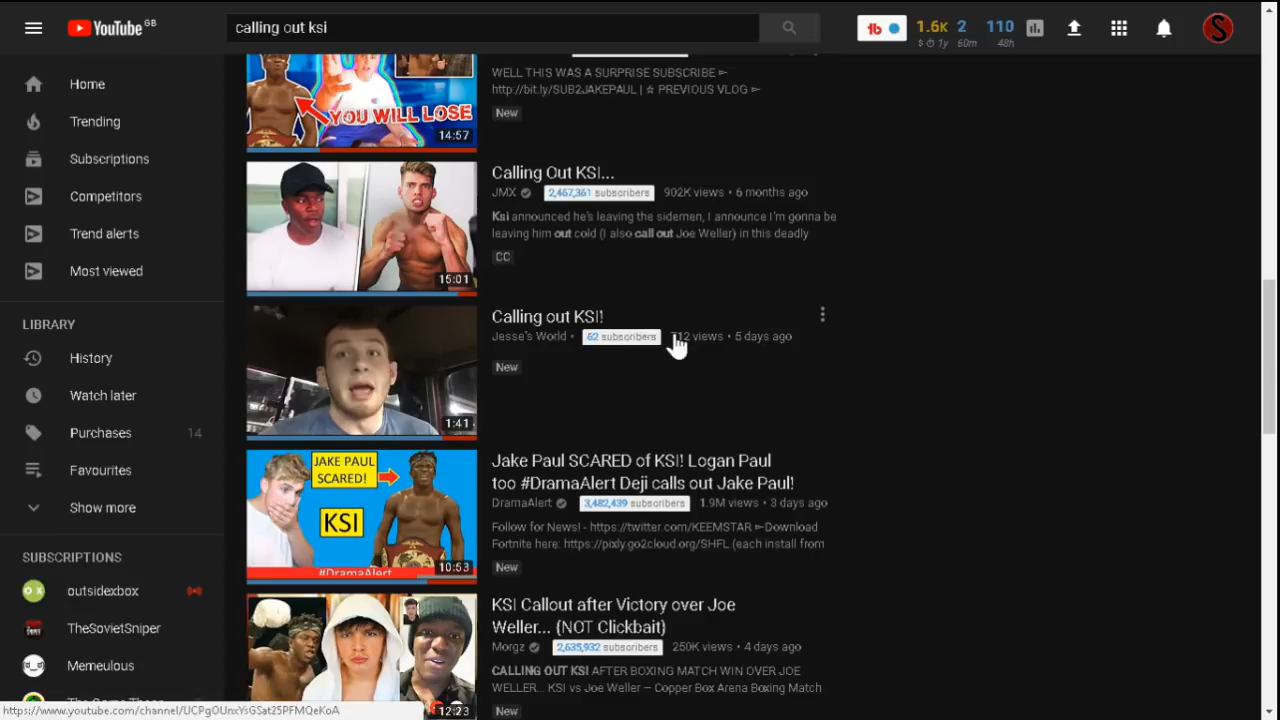 YouTube GB
calling out ksi
1.6K 2 110
$ 1y 60m 48h
Home
Trending
Subscriptions
Competitors
Trend alerts
Most viewed
LIBRARY
History
Watch later
Purchases 14
Favourites
Show more
SUBSCRIPTIONS
outsidexbox
TheSovietSniper
Memeulous
YOU WILL LOSE
14:57
WELL THIS WAS A SURPRISE SUBSCRIBE ►
http://bit.ly/SUB2JAKEPAUL | ☆ PREVIOUS VLOG ►
New
15:01
Calling Out KSI...
JMX 2,467,361 subscribers 902K views • 6 months ago
Ksi announced he's leaving the sidemen, I announce I'm gonna be
leaving him out cold (I also call out Joe Weller) in this deadly
CC
1:41
Calling out KSI!
Jesse's World • 62 subscribers views • 5 days ago
New
JAKE PAUL
SCARED!
KSI
#DramaAlert
10:53
Jake Paul SCARED of KSI! Logan Paul
too #DramaAlert Deji calls out Jake Paul!
DramaAlert 3,482,439 subscribers 1.9M views • 3 days ago
Follow for News! - https://twitter.com/KEEMSTAR ►Download
Fortnite here: https://pixly.go2cloud.org/SHFL (each install from
New
12:23
KSI Callout after Victory over Joe
Weller... {NOT Clickbait}
Morgz 2,635,932 subscribers 250K views • 4 days ago
CALLING OUT KSI AFTER BOXING MATCH WIN OVER JOE
WELLER... KSI vs Joe Weller – Copper Box Arena Boxing Match
New
https://www.youtube.com/channel/UCPgOUnxYsGSat25PFMQeKoA